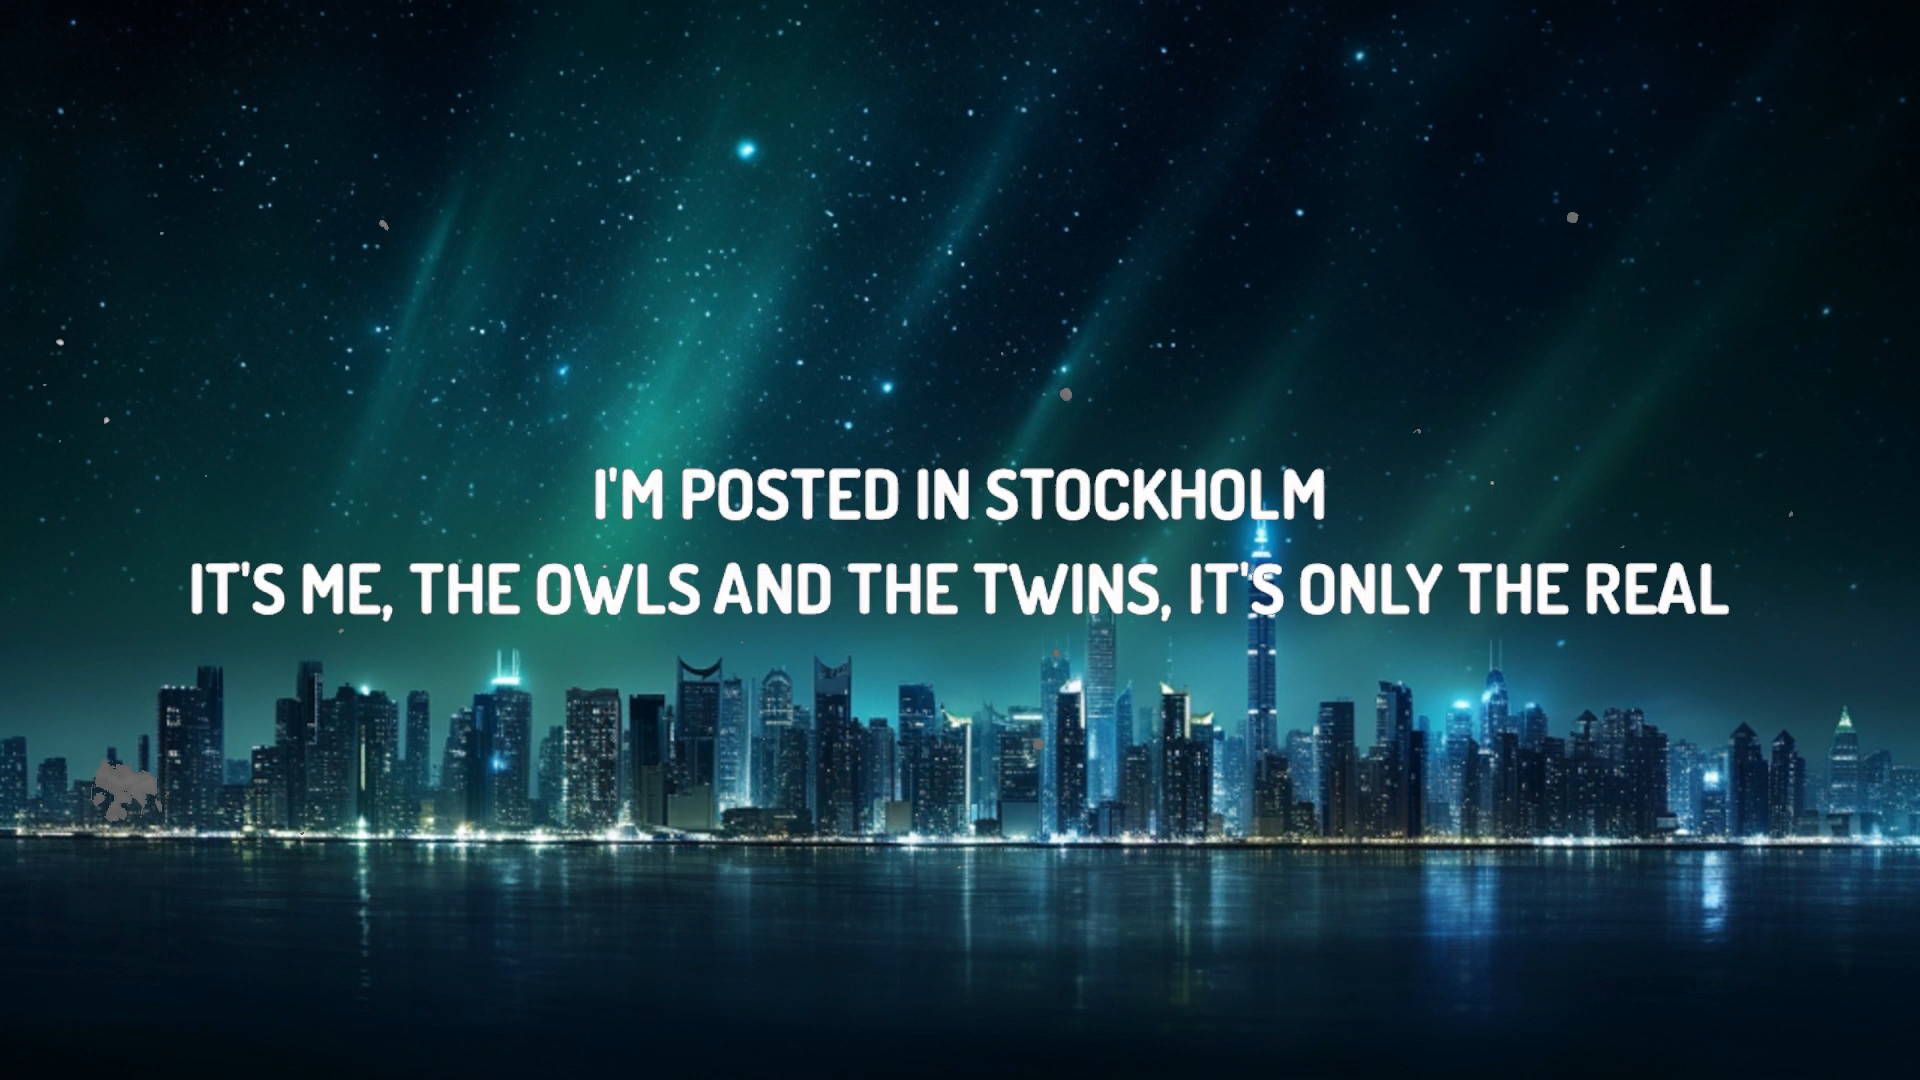 I'M POSTED IN STOCKHOLM
IT'S ME, THE OWLS AND THE TWINS, IT'S ONLY THE REAL